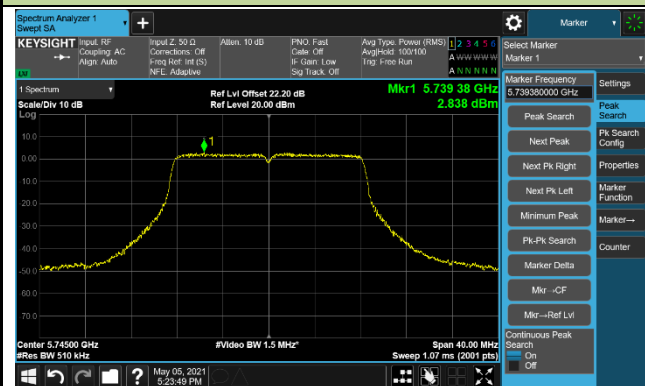 Spectrum Analyzer 1
Swept SA
+
Marker
KEYSIGHT
Input: RF
Coupling: AC
Align: Auto
Input Z: 50 Ω
Corrections: Off
Freq Ref: Int (S)
NFE: Adaptive
Atten: 10 dB
PNO: Fast
Gate: Off
IF Gain: Low
Sig Track: Off
Avg Type: Power (RMS)
Avg|Hold: 100/100
Trig: Free Run
1 2 3 4 5 6
A W W W W W
A N N N N N
LXI
Select Marker
Marker 1
1 Spectrum
Scale/Div 10 dB
Log
Ref Lvl Offset 22.20 dB
Ref Level 20.00 dBm
Mkr1 5.739 38 GHz
2.838 dBm
1
10.0
0.00
-10.0
-20.0
-30.0
-40.0
-50.0
-60.0
-70.0
Center 5.74500 GHz
#Res BW 510 kHz
#Video BW 1.5 MHz*
Span 40.00 MHz
Sweep 1.07 ms (2001 pts)
Marker Frequency
5.739380000 GHz
Peak Search
Next Peak
Next Pk Right
Next Pk Left
Minimum Peak
Pk-Pk Search
Marker Delta
Mkr→CF
Mkr→Ref Lvl
Continuous Peak
Search
On
Off
Settings
Peak
Search
Pk Search
Config
Properties
Marker
Function
Marker→
Counter
?
May 05, 2021
5:23:49 PM